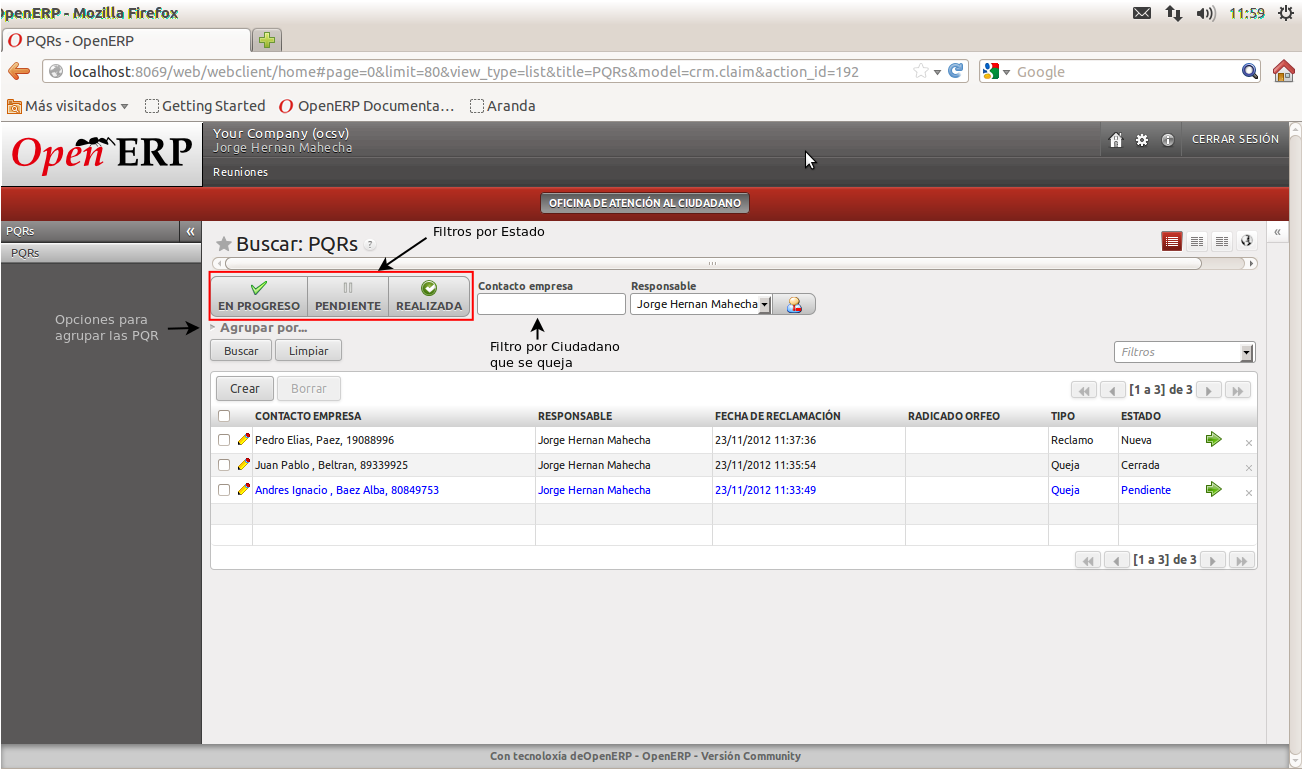 OpenERP - Mozilla Firefox
11:59
PQRs - OpenERP
localhost:8069/web/webclient/home#page=0&limit=80&view_type=list&title=PQRs&model=crm.claim&action_id=192
Google
Más visitados
Getting Started
OpenERP Documenta...
Aranda
Open ERP
Your Company (ocsv)
Jorge Hernan Mahecha
CERRAR SESIÓN
Reuniones
OFICINA DE ATENCIÓN AL CIUDADANO
PQRs «
PQRs
Filtros por Estado
Buscar: PQRs ?
«
EN PROGRESO PENDIENTE REALIZADA
Contacto empresa
Responsable
Jorge Hernan Mahecha
Opciones para
agrupar las PQR
Agrupar por...
Filtro por Ciudadano
que se queja
Buscar Limpiar
Filtros
Crear Borrar
[1 a 3] de 3
CONTACTO EMPRESA RESPONSABLE FECHA DE RECLAMACIÓN RADICADO ORFEO TIPO ESTADO
Pedro Elias, Paez, 19088996 Jorge Hernan Mahecha 23/11/2012 11:37:36 Reclamo Nueva
Juan Pablo , Beltran, 89339925 Jorge Hernan Mahecha 23/11/2012 11:35:54 Queja Cerrada
Andres Ignacio , Baez Alba, 80849753 Jorge Hernan Mahecha 23/11/2012 11:33:49 Queja Pendiente
[1 a 3] de 3
Con tecnoloxía deOpenERP - OpenERP - Versión Community